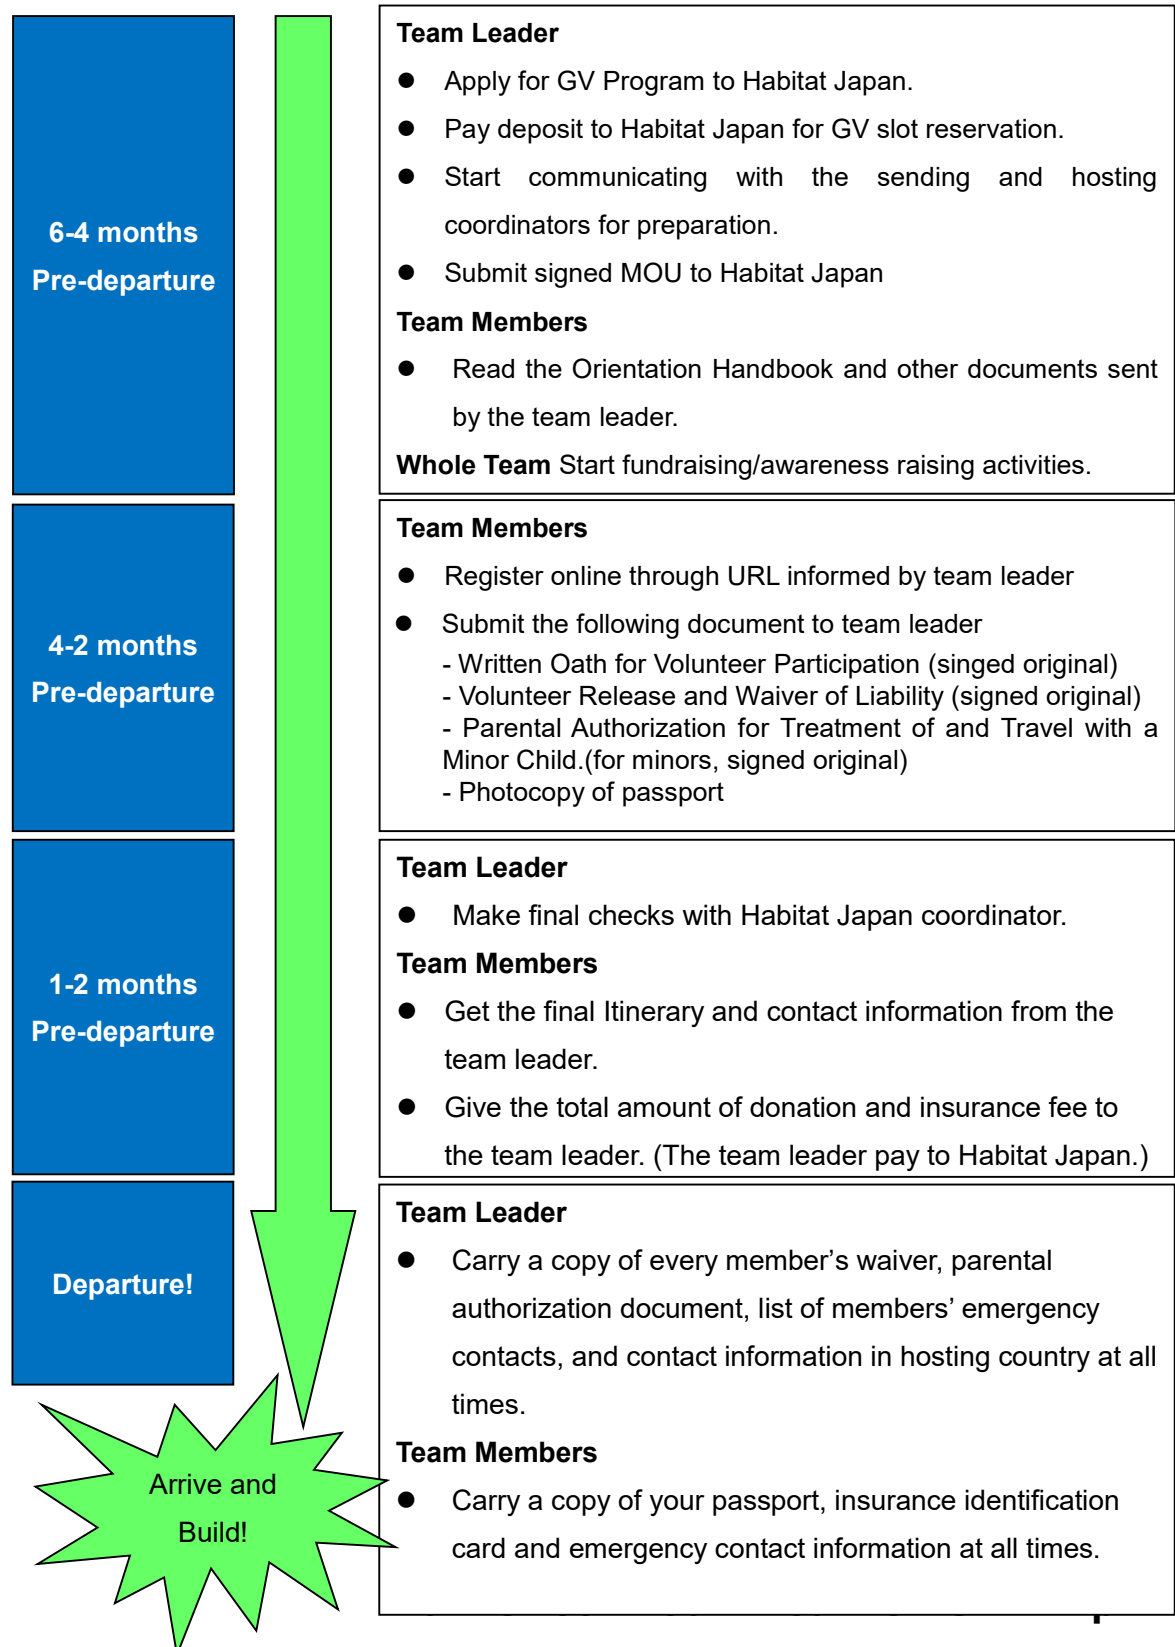 6-4 months
Pre-departure
Team Leader
● Apply for GV Program to Habitat Japan.
● Pay deposit to Habitat Japan for GV slot reservation.
● Start communicating with the sending and hosting
coordinators for preparation.
● Submit signed MOU to Habitat Japan
Team Members
● Read the Orientation Handbook and other documents sent
by the team leader.
Whole Team Start fundraising/awareness raising activities.
4-2 months
Pre-departure
Team Members
● Register online through URL informed by team leader
● Submit the following document to team leader
- Written Oath for Volunteer Participation (singed original)
- Volunteer Release and Waiver of Liability (signed original)
- Parental Authorization for Treatment of and Travel with a
Minor Child.(for minors, signed original)
- Photocopy of passport
1-2 months
Pre-departure
Team Leader
● Make final checks with Habitat Japan coordinator.
Team Members
● Get the final Itinerary and contact information from the
team leader.
● Give the total amount of donation and insurance fee to
the team leader. (The team leader pay to Habitat Japan.)
Departure!
Team Leader
● Carry a copy of every member’s waiver, parental
authorization document, list of members’ emergency
contacts, and contact information in hosting country at all
times.
Team Members
● Carry a copy of your passport, insurance identification
card and emergency contact information at all times.
Arrive and
Build!